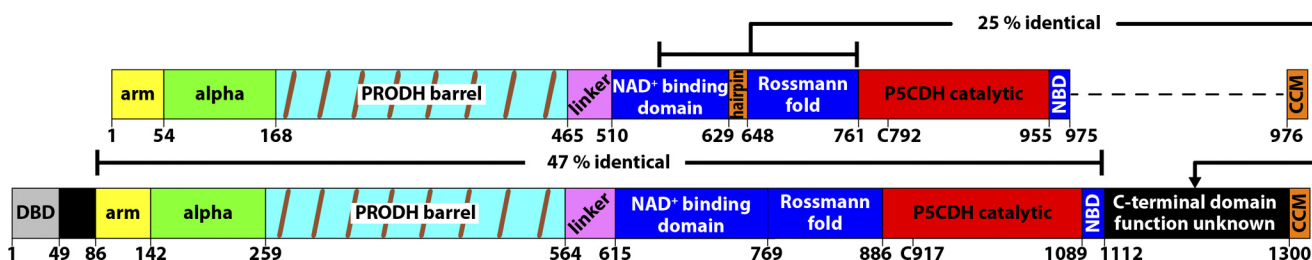 25 % identical
arm
alpha
PRODH barrel
linker
NAD⁺ binding
domain
hairpin
Rossmann
fold
P5CDH catalytic
NBD
CCM
1 54 168 465 510 629 648 761 C792 955 975 976
47 % identical
DBD
arm
alpha
PRODH barrel
linker
NAD⁺ binding
domain
Rossmann
fold
P5CDH catalytic
NBD
C-terminal domain
function unknown
CCM
1 49 86 142 259 564 615 769 886 C917 1089 1112 1300